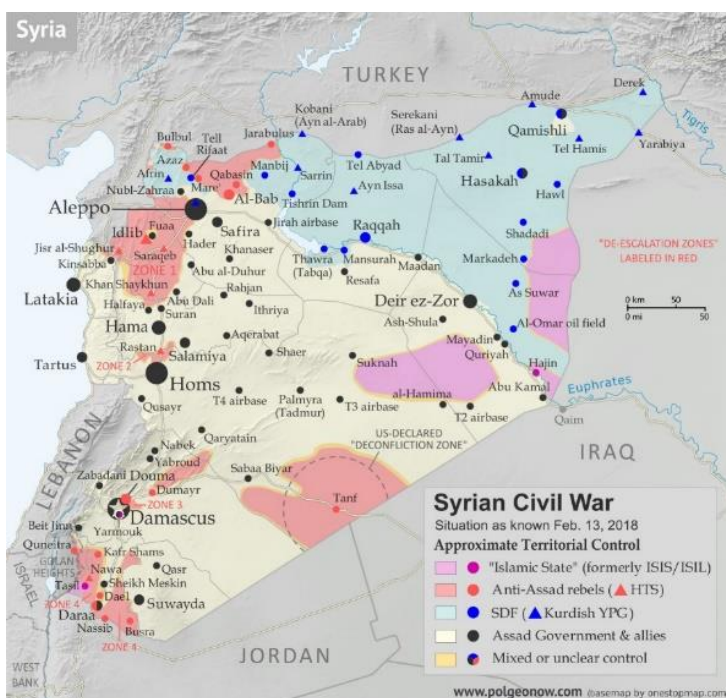 Syria
TURKEY
Derek
Kobani
(Ayn al-Arab)
Serekani
(Ras al-Ayn)
Amude
Tigris
Qamishli
Bulbul
Tell
Rifaat
Jarabulus
Azaz
Afrin
Manbij
Tel Abyad
Tal Tamir
Tel Hamis
Yarabiya
Mare'
Qabasin
Sarrin
Nubl-Zahraa
Al-Bab
Ayn Issa
Hasakah
Hawl
Tishrin Dam
Aleppo
Safira
Jirah airbase
Raqqah
Shadadi
Idlib
Fuaa
Hader
Khanaser
Thawra
(Tabqa)
Mansurah
Maadan
Markadeh
"DE-ESCALATION ZONES"
LABELED IN RED
Jisr al-Shughur
Saraqeb
Kinsabba
ZONE 1
Abu al-Duhur
Resafa
As Suwar
Latakia
Khan Shaykhun
Rahjan
Deir ez-Zor
0 km
50
0 mi
50
Halfaya
Abu Dali
Suran
Ithriya
Ash-Shula
Al-Omar oil field
Hama
Aqerabat
Mayadin
Rastan
Salamiya
Quriyah
Tartus
ZONE 2
Shaer
Suknah
Hajin
Homs
al-Hamima
Abu Kamal
Euphrates
Qusayr
T4 airbase
Palmyra
(Tadmur)
T3 airbase
T2 airbase
Qaim
LEBANON
Nabek
Qaryatain
US-DECLARED
"DECONFLICTION ZONE"
IRAQ
Yabroud
Zabadani
Douma
Sabaa Biyar
Dumayr
ZONE 3
Tanf
Damascus
Beit Jinn
Yarmouk
Quneitra
Kafr Shams
GOLAN
HEIGHTS
ISRAEL
Nawa
Qasr
Tasil
Sheikh Meskin
ZONE 4
Dael
Suwayda
Daraa
Nassib
Busra
ZONE 4
WEST
BANK
JORDAN
Syrian Civil War
Situation as known Feb. 13, 2018
Approximate Territorial Control
"Islamic State" (formerly ISIS/ISIL)
Anti-Assad rebels (▲ HTS)
SDF (▲ Kurdish YPG)
Assad Government & allies
Mixed or unclear control
www.polgeonow.com (basemap by onestopmap.com)